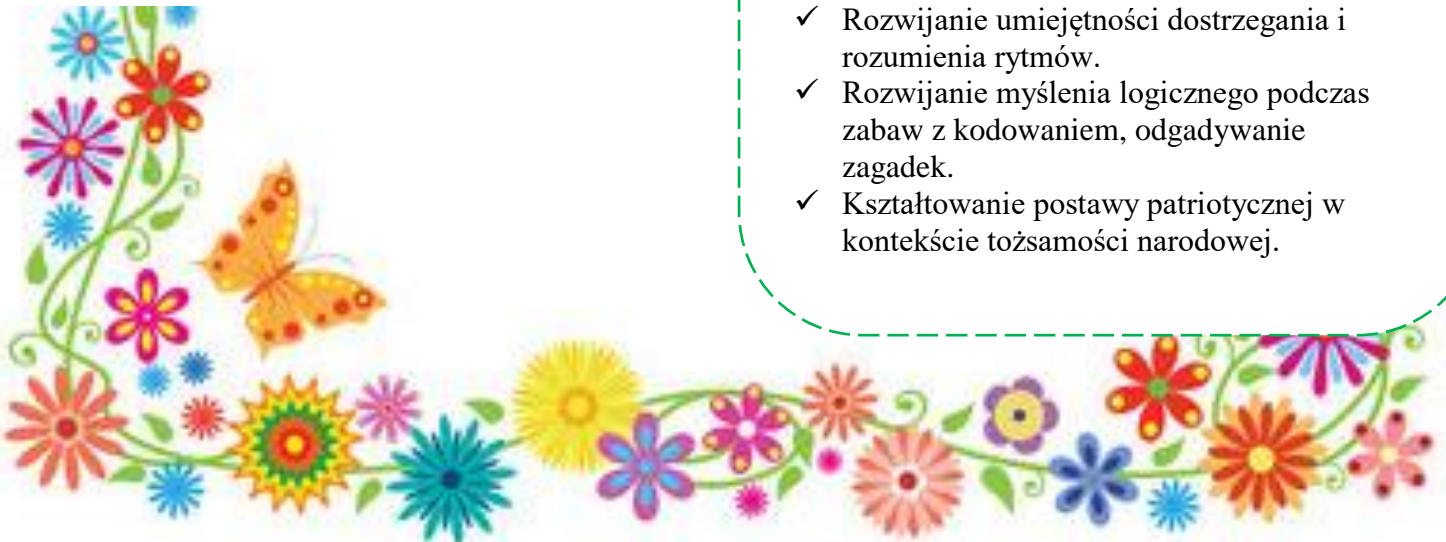 ✓ Rozwijanie umiejętności dostrzegania i
rozumienia rytmów.
✓ Rozwijanie myślenia logicznego podczas
zabaw z kodowaniem, odgadywanie
zagadek.
✓ Kształtowanie postawy patriotycznej w
kontekście tożsamości narodowej.